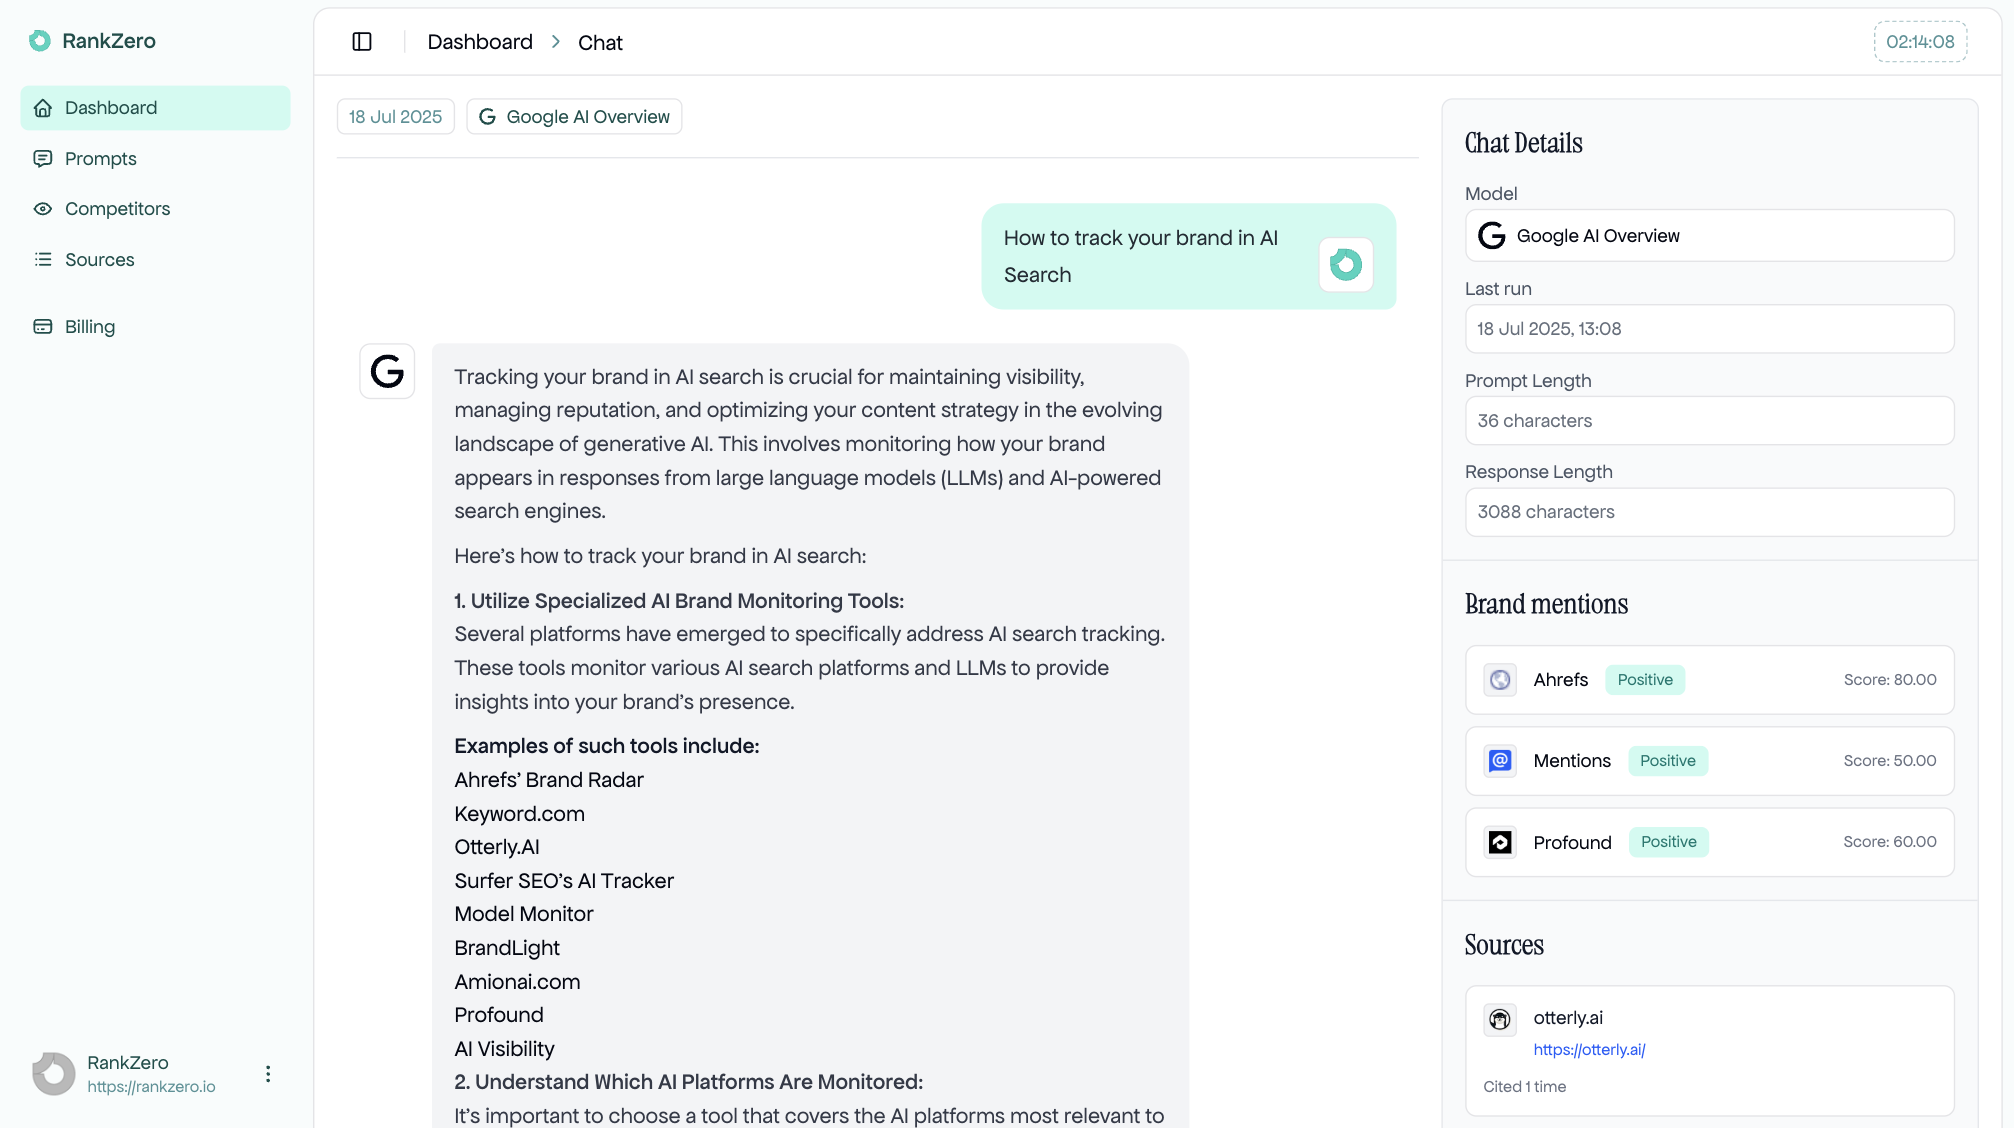 RankZero
Dashboard
Prompts
Competitors
Sources
Billing
RankZero
https://rankzero.io
Dashboard > Chat
02:14:08
18 Jul 2025
Google AI Overview
How to track your brand in AI
Search
Tracking your brand in AI search is crucial for maintaining visibility,
managing reputation, and optimizing your content strategy in the evolving
landscape of generative AI. This involves monitoring how your brand
appears in responses from large language models (LLMs) and AI-powered
search engines.
Here's how to track your brand in AI search:
1. Utilize Specialized AI Brand Monitoring Tools:
Several platforms have emerged to specifically address AI search tracking.
These tools monitor various AI search platforms and LLMs to provide
insights into your brand's presence.
Examples of such tools include:
Ahrefs' Brand Radar
Keyword.com
Otterly.AI
Surfer SEO's AI Tracker
Model Monitor
BrandLight
Amionai.com
Profound
AI Visibility
2. Understand Which AI Platforms Are Monitored:
It's important to choose a tool that covers the AI platforms most relevant to
Chat Details
Model
Google AI Overview
Last run
18 Jul 2025, 13:08
Prompt Length
36 characters
Response Length
3088 characters
Brand mentions
Ahrefs Positive Score: 80.00
Mentions Positive Score: 50.00
Profound Positive Score: 60.00
Sources
otterly.ai
https://otterly.ai/
Cited 1 time